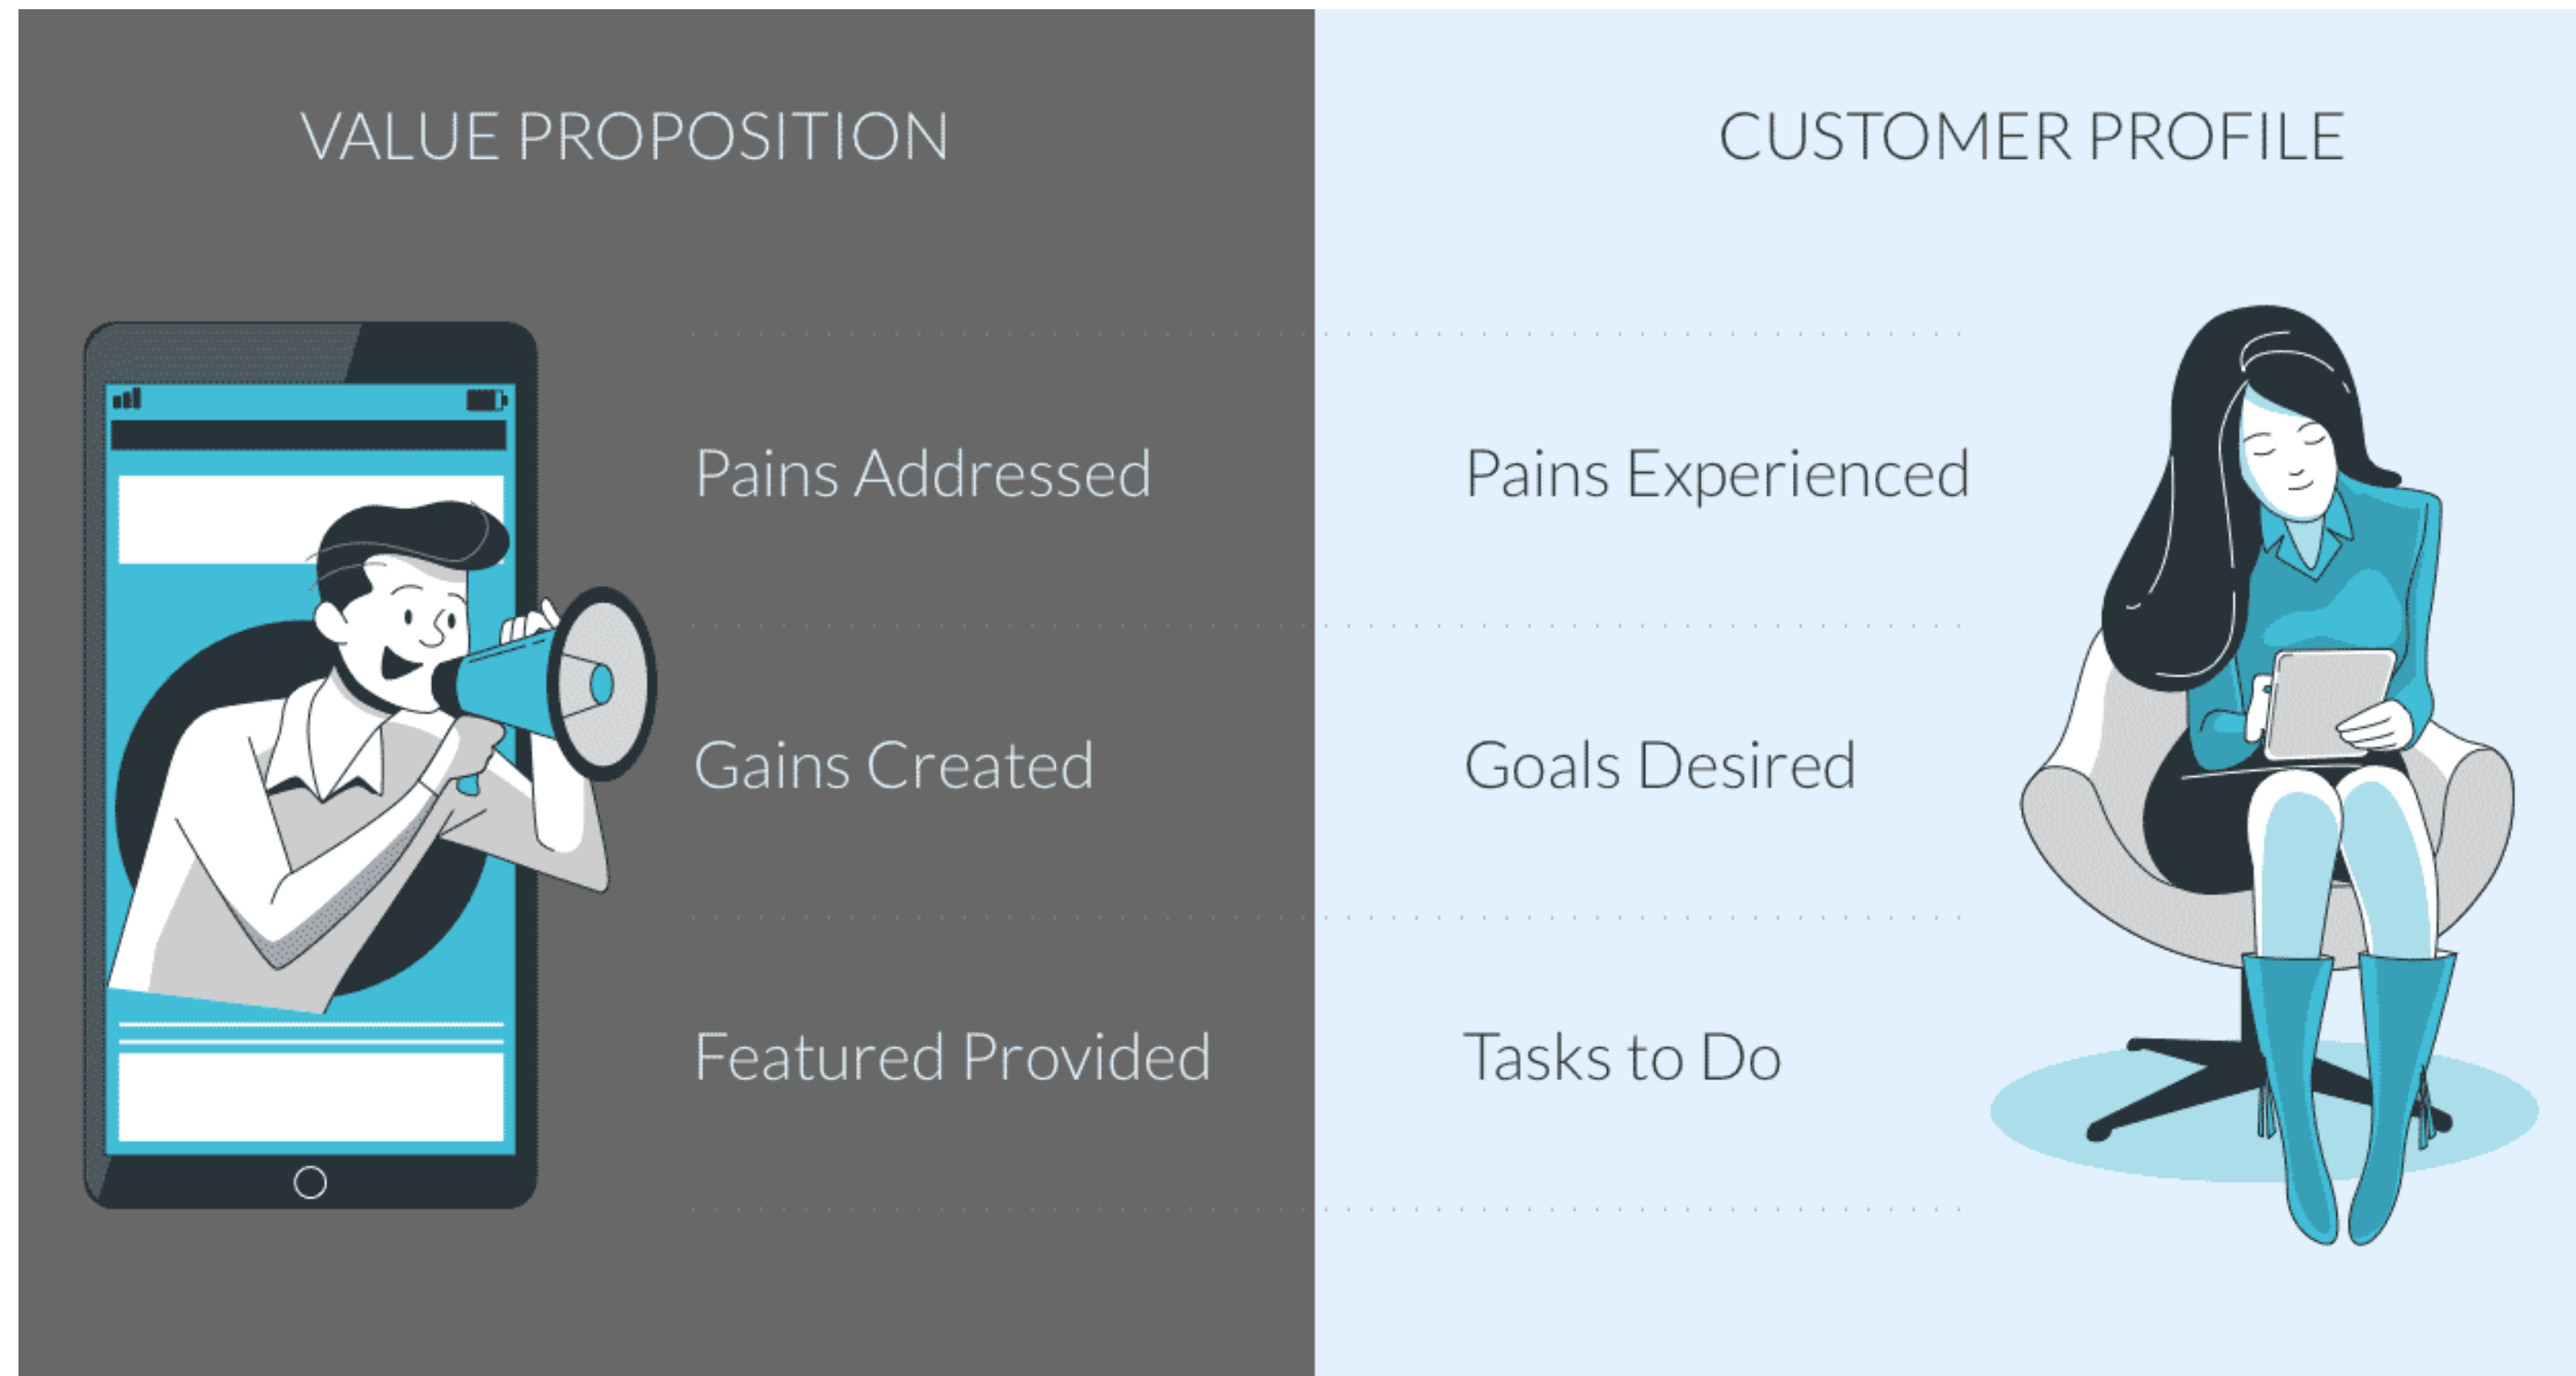 VALUE PROPOSITION
Pains Addressed
Gains Created
Featured Provided
CUSTOMER PROFILE
Pains Experienced
Goals Desired
Tasks to Do